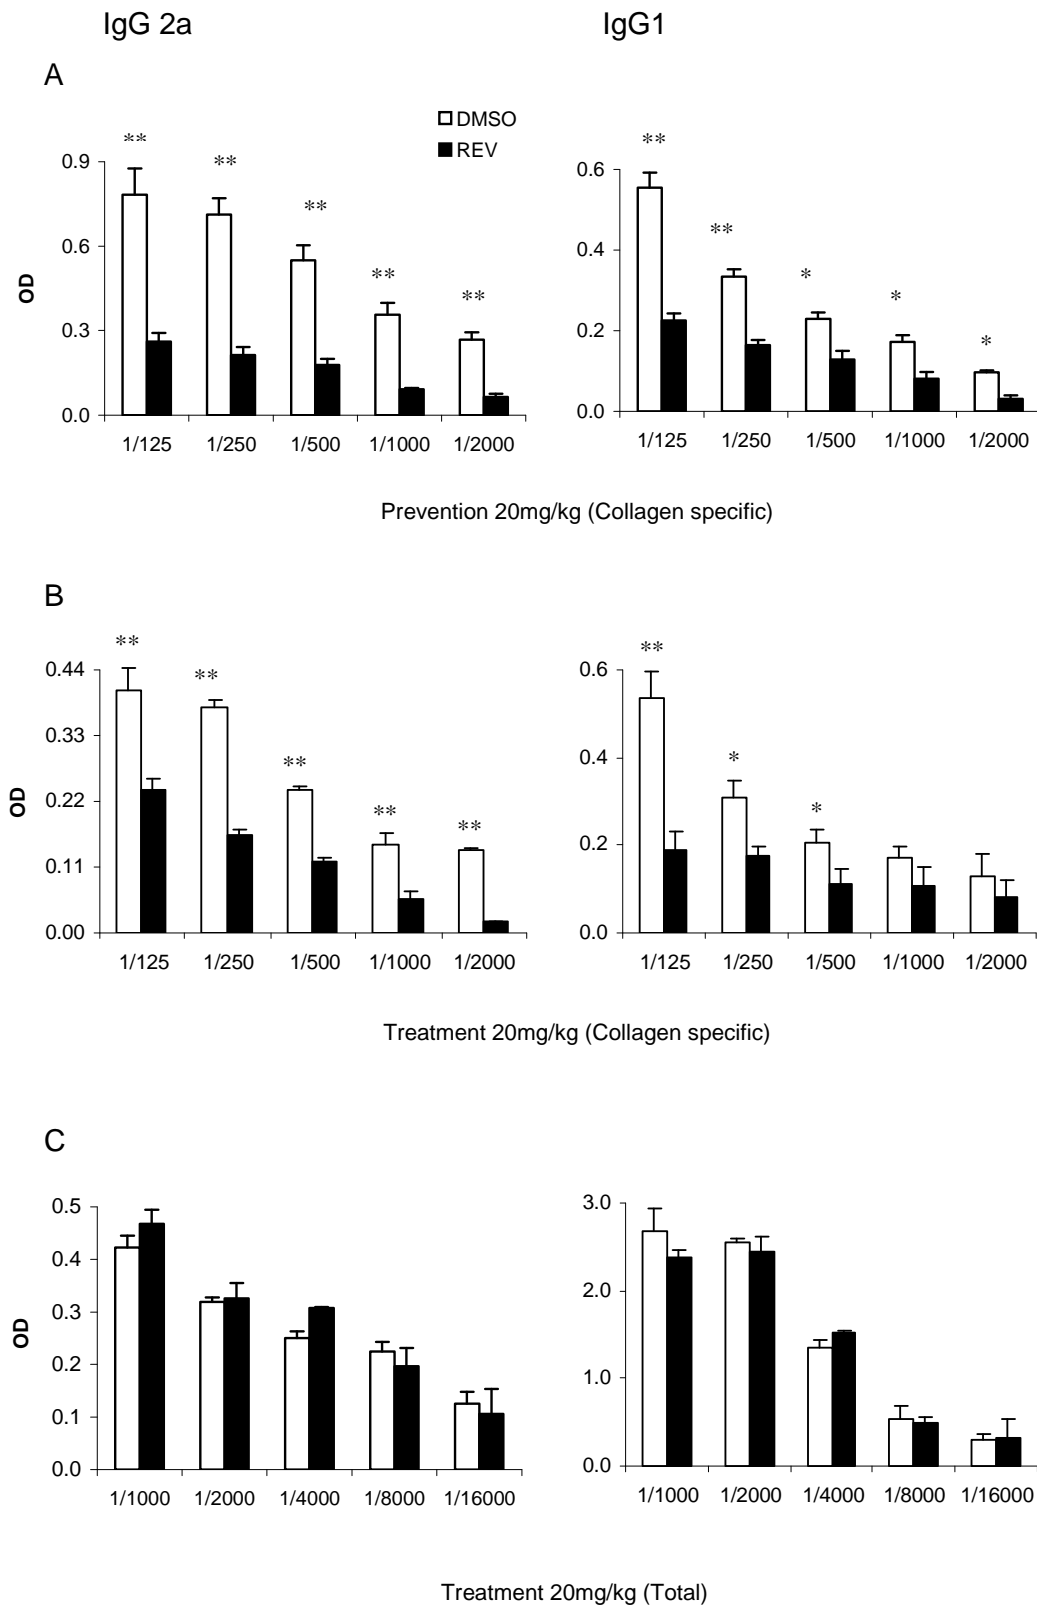 IgG 2a IgG1
A
DMSO
REV
** ** ** ** **
0.9
0.6
0.3
0.0
OD
1/125 1/250 1/500 1/1000 1/2000
** ** * * *
0.6
0.4
0.2
0.0
1/125 1/250 1/500 1/1000 1/2000
Prevention 20mg/kg (Collagen specific)
B
** ** ** ** **
0.44
0.33
0.22
0.11
0.00
OD
1/125 1/250 1/500 1/1000 1/2000
** * *
0.6
0.4
0.2
0.0
1/125 1/250 1/500 1/1000 1/2000
Treatment 20mg/kg (Collagen specific)
C
0.5
0.4
0.3
0.2
0.1
0.0
OD
1/1000 1/2000 1/4000 1/8000 1/16000
3.0
2.0
1.0
0.0
1/1000 1/2000 1/4000 1/8000 1/16000
Treatment 20mg/kg (Total)